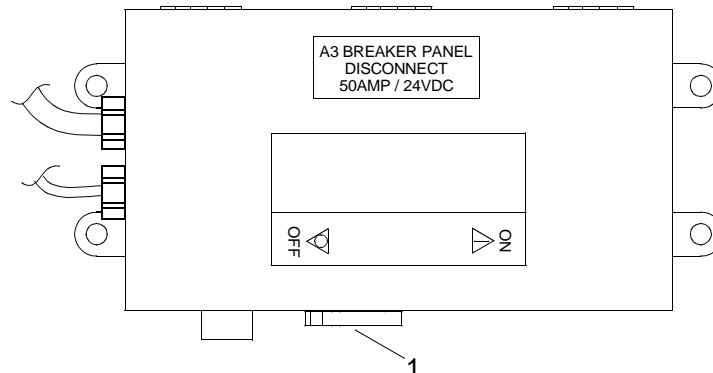 A3 BREAKER PANEL
DISCONNECT
50AMP / 24VDC
OFF
ON
1